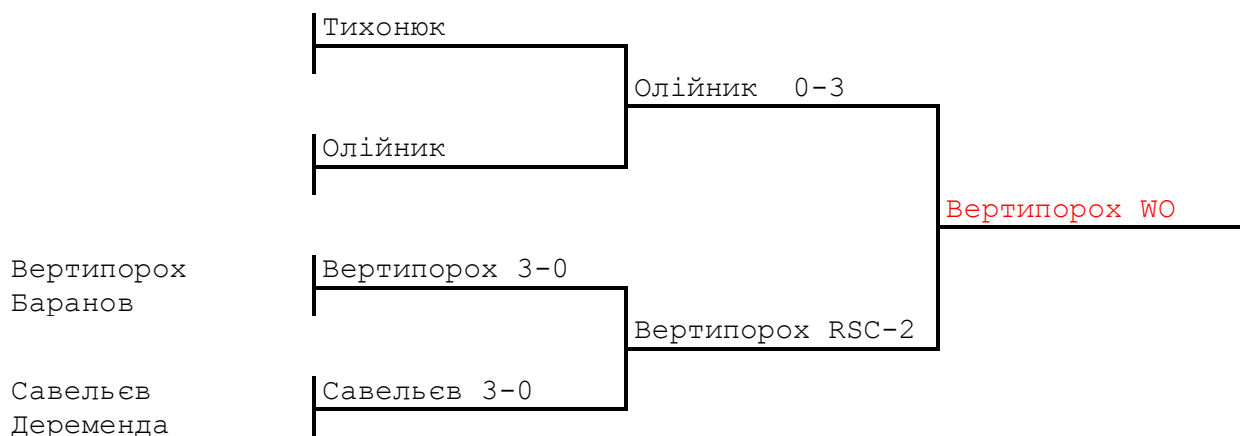 Тихонюк
Олійник 0-3
Олійник
Вертипорох WO
Вертипорох
Вертипорох 3-0
Баранов
Вертипорох RSC-2
Савельєв
Савельєв 3-0
Деременда